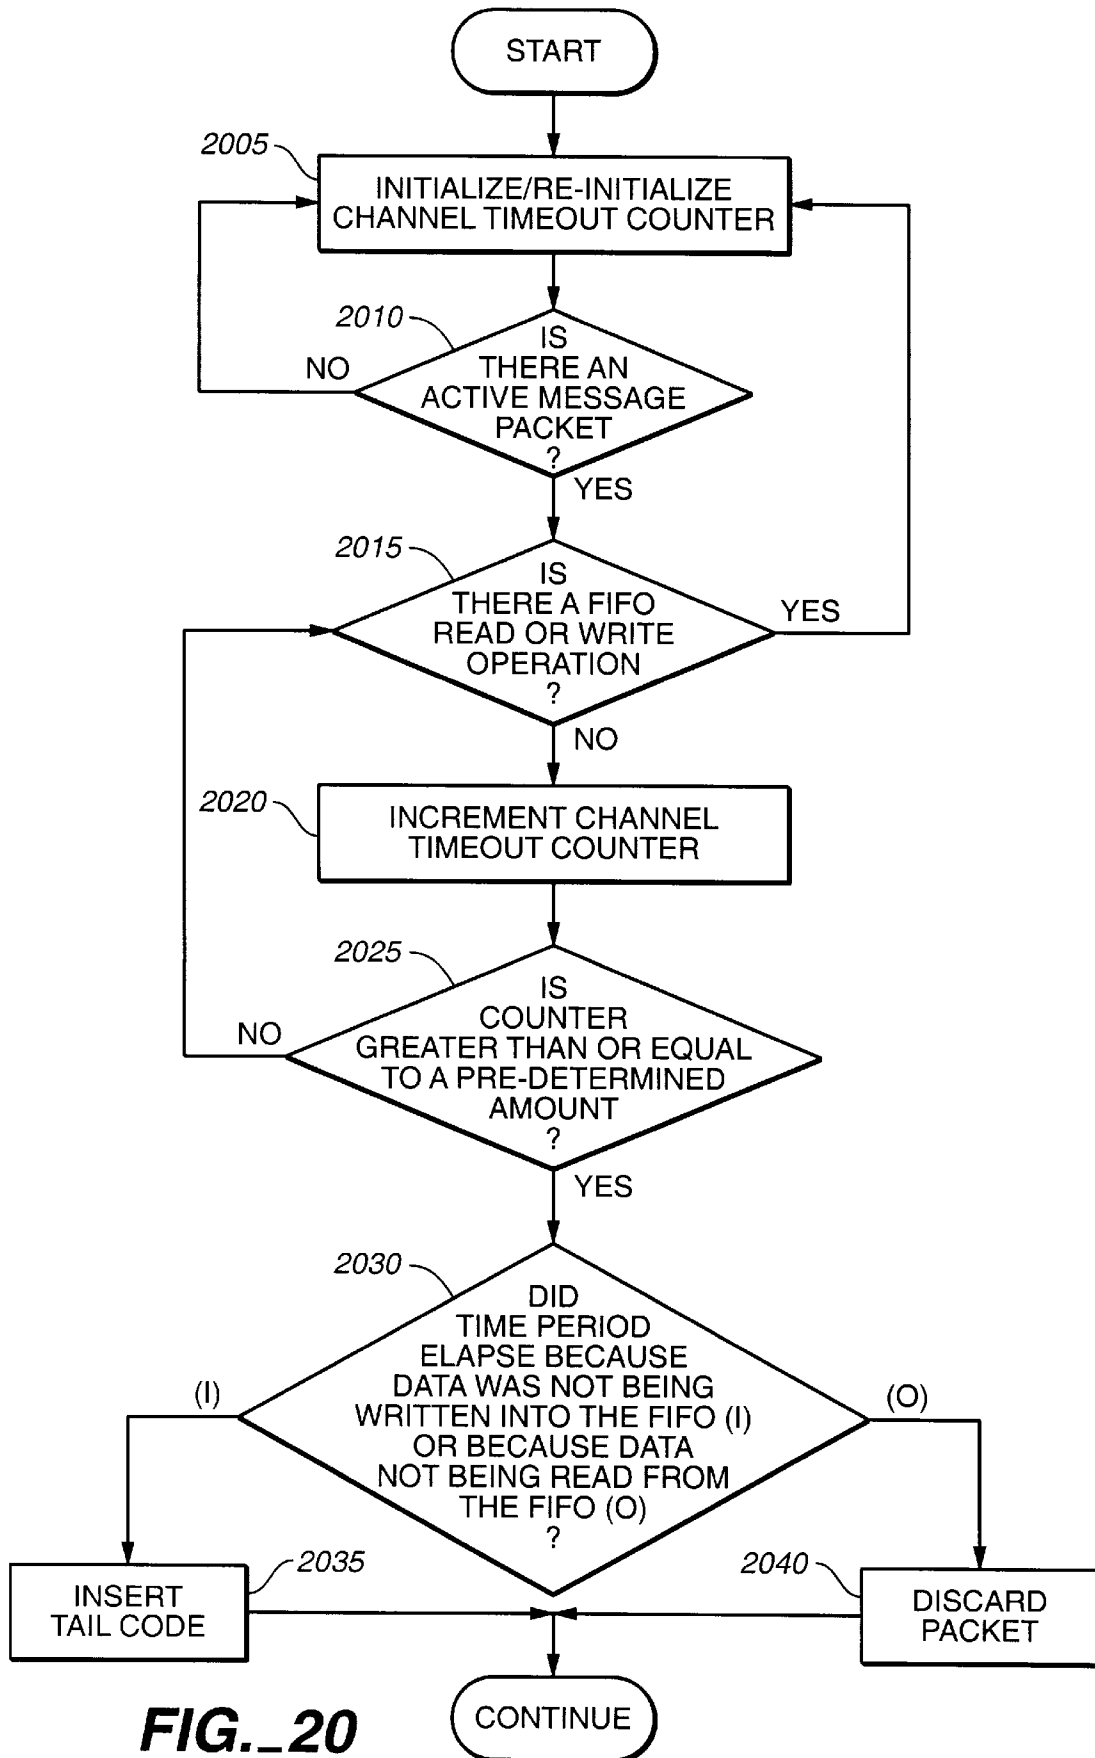 START
2005
INITIALIZE/RE-INITIALIZE
CHANNEL TIMEOUT COUNTER
2010
IS
THERE AN
ACTIVE MESSAGE
PACKET
?
NO
YES
2015
IS
THERE A FIFO
READ OR WRITE
OPERATION
?
YES
NO
2020
INCREMENT CHANNEL
TIMEOUT COUNTER
2025
IS
COUNTER
GREATER THAN OR EQUAL
TO A PRE-DETERMINED
AMOUNT
?
NO
YES
2030
DID
TIME PERIOD
ELAPSE BECAUSE
DATA WAS NOT BEING
WRITTEN INTO THE FIFO (I)
OR BECAUSE DATA
NOT BEING READ FROM
THE FIFO (O)
?
(I)
(O)
2035
INSERT
TAIL CODE
2040
DISCARD
PACKET
CONTINUE
FIG._20